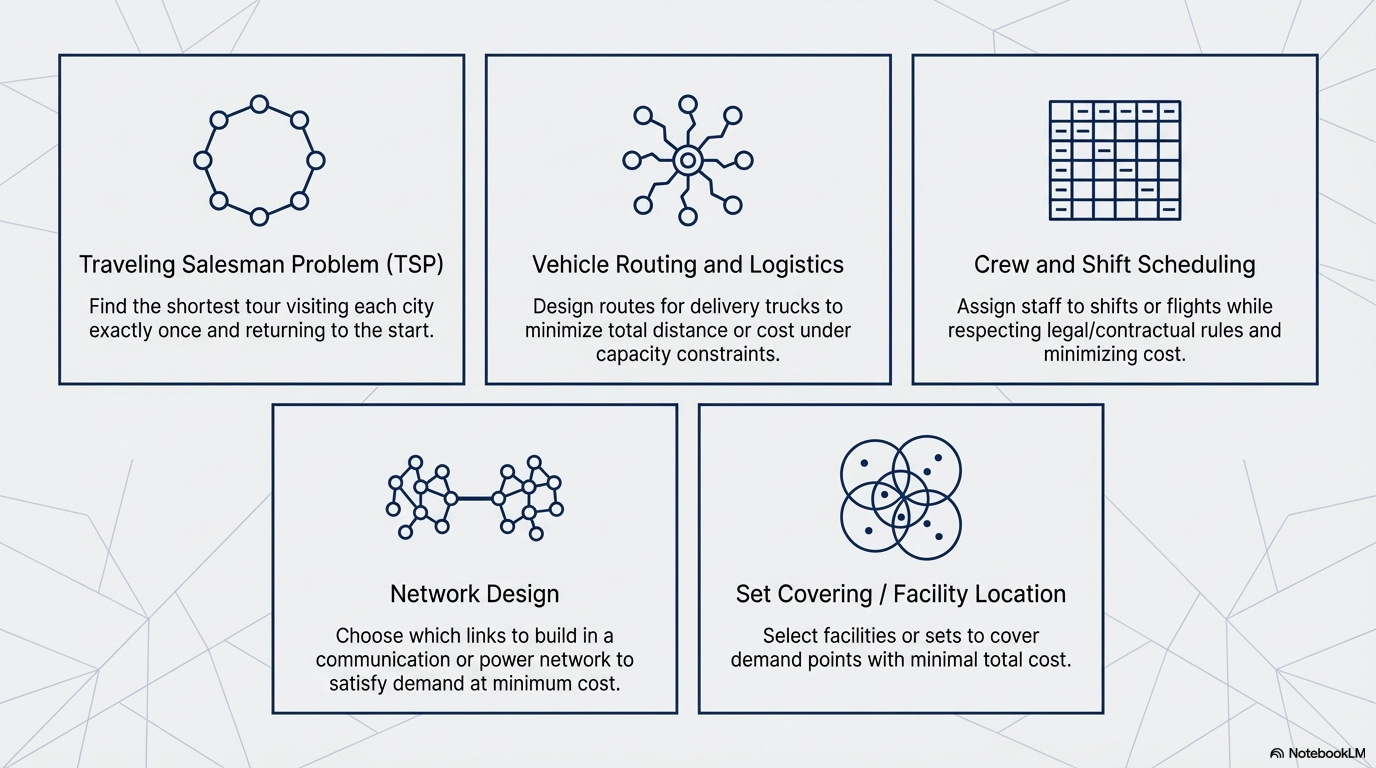 Traveling Salesman Problem (TSP)
Find the shortest tour visiting each city
exactly once and returning to the start.
Vehicle Routing and Logistics
Design routes for delivery trucks to
minimize total distance or cost under
capacity constraints.
Crew and Shift Scheduling
Assign staff to shifts or flights while
respecting legal/contractual rules and
minimizing cost.
Network Design
Choose which links to build in a
communication or power network to
satisfy demand at minimum cost.
Set Covering / Facility Location
Select facilities or sets to cover
demand points with minimal total cost.
NotebookLM